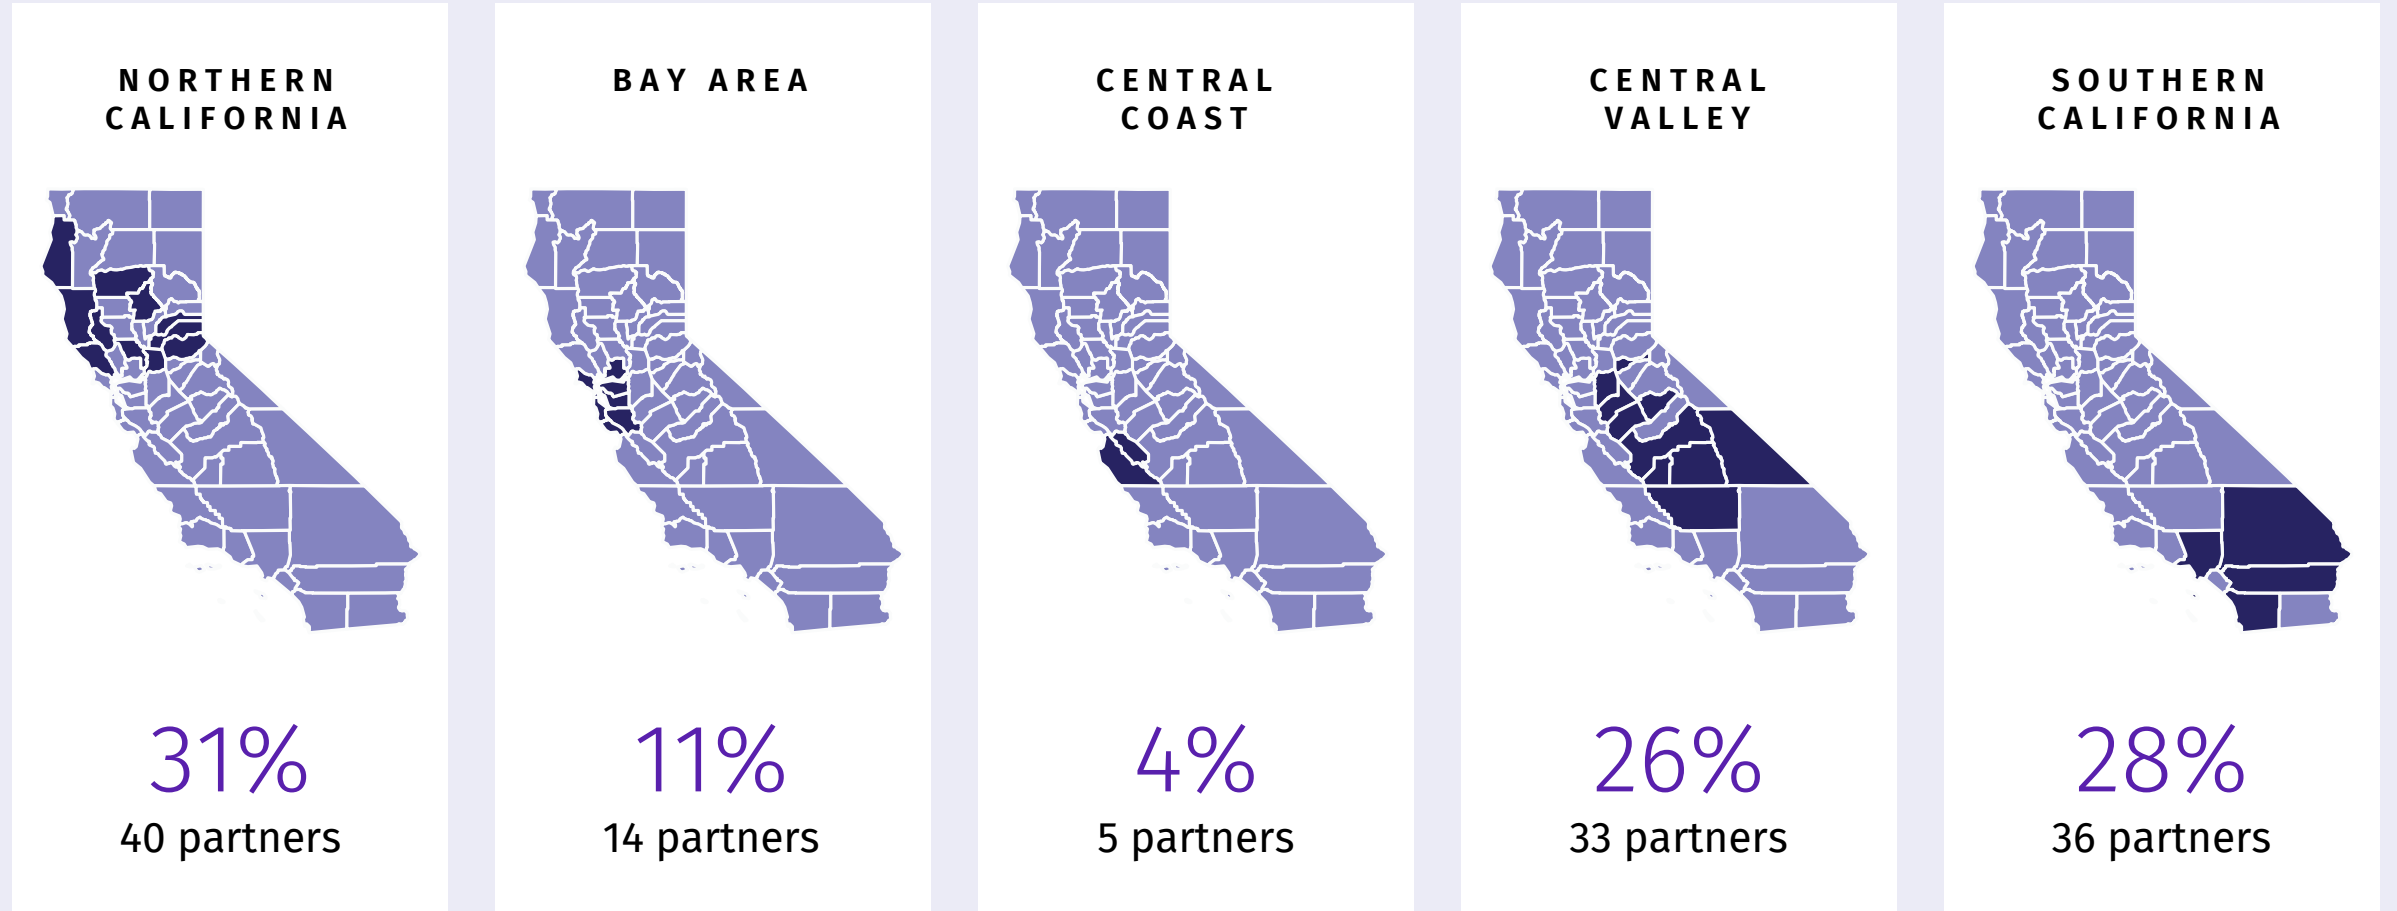 NORTHERN
CALIFORNIA
31%
40 partners
BAY AREA
11%
14 partners
CENTRAL
COAST
4%
5 partners
CENTRAL
VALLEY
26%
33 partners
SOUTHERN
CALIFORNIA
28%
36 partners